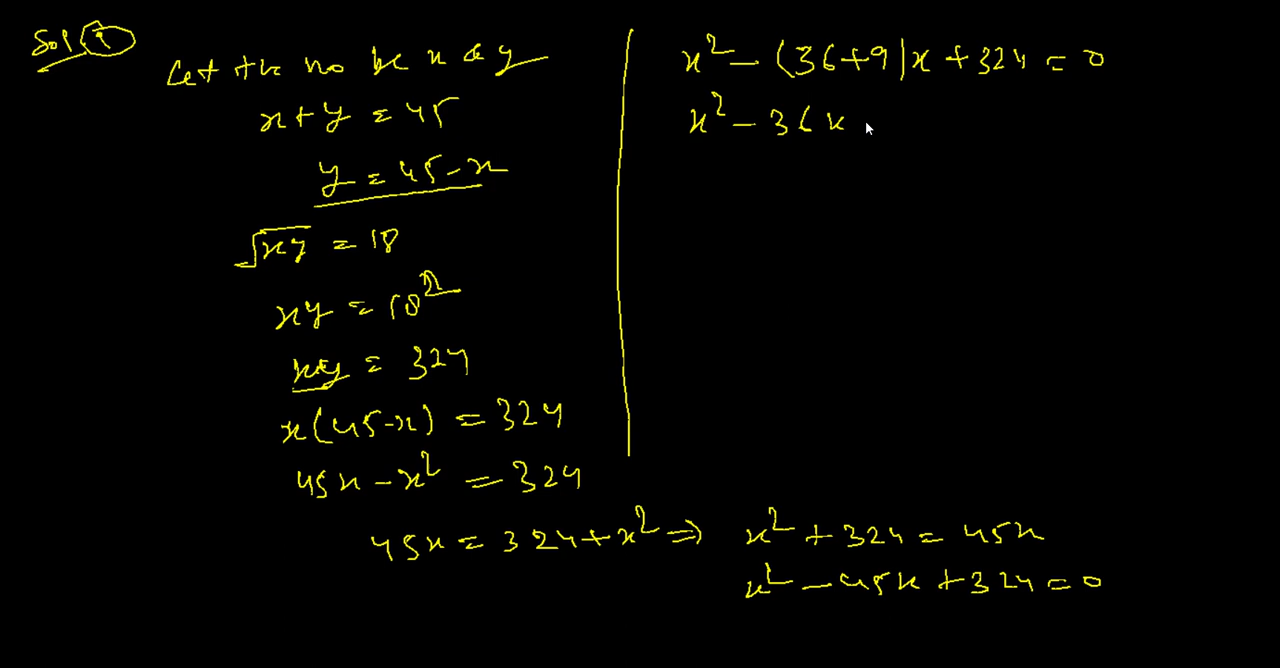 Sol 1
Let the no be x & y
x + y = 45
y = 45 - x
√xy = 18
xy = 18²
xy = 324
x(45-x) = 324
45x - x² = 324
45x = 324 + x² ⇒ x² + 324 = 45x
x² - 45x + 324 = 0
x² - (36+9)x + 324 = 0
x² - 36x